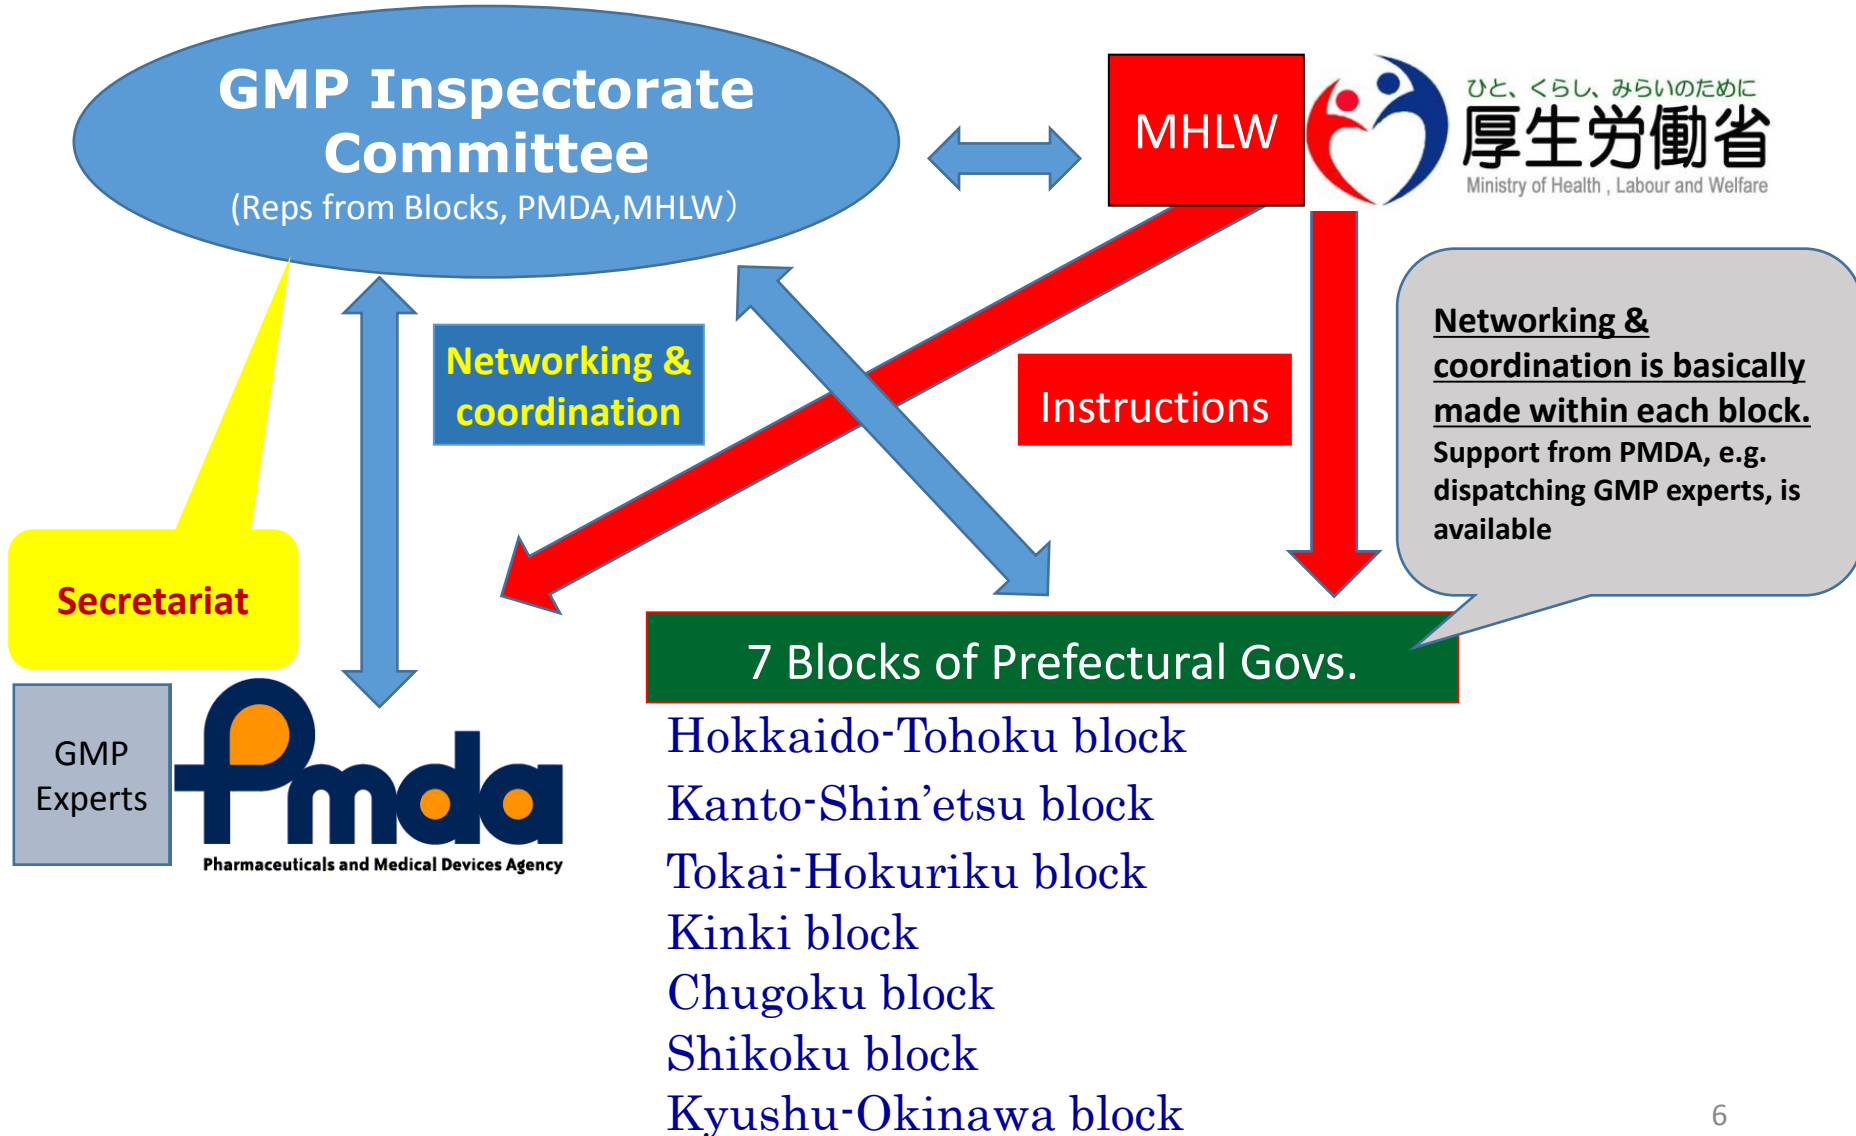 GMP Inspectorate
Committee
(Reps from Blocks, PMDA,MHLW）
MHLW
ひと、くらし、みらいのために
厚生労働省
Ministry of Health , Labour and Welfare
Networking &
coordination
Instructions
Networking &
coordination is basically
made within each block.
Support from PMDA, e.g.
dispatching GMP experts, is
available
Secretariat
GMP
Experts
Pmda
Pharmaceuticals and Medical Devices Agency
7 Blocks of Prefectural Govs.
Hokkaido-Tohoku block
Kanto-Shin’etsu block
Tokai-Hokuriku block
Kinki block
Chugoku block
Shikoku block
Kyushu-Okinawa block
6